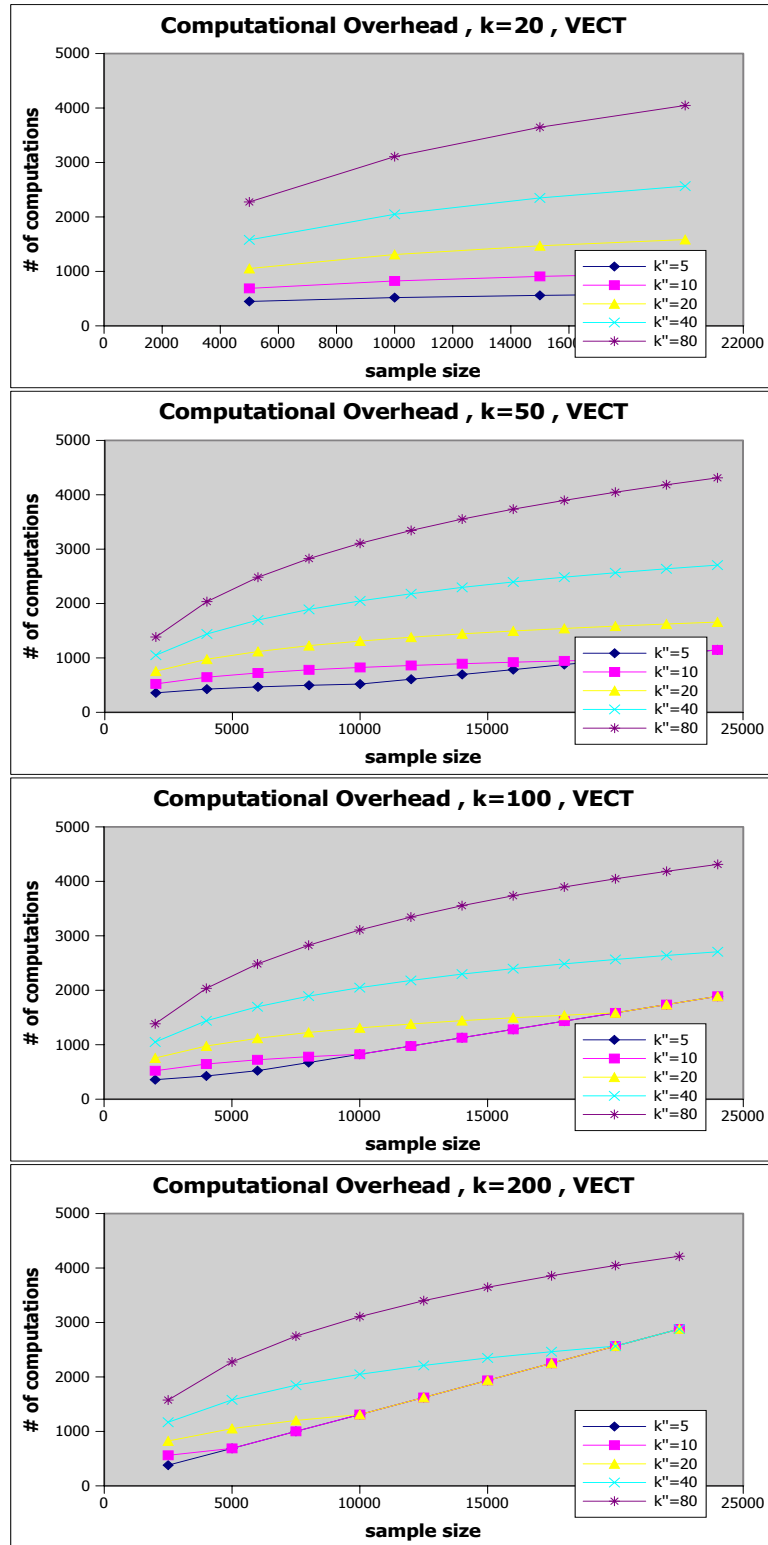 Computational Overhead , k=20 , VECT
5000
4000
3000
2000
1000
0
# of computations
0 2000 4000 6000 8000 10000 12000 14000 16 22000
sample size
k"=5
k"=10
k"=20
k"=40
k"=80
Computational Overhead , k=50 , VECT
5000
4000
3000
2000
1000
0
# of computations
0 5000 10000 15000 25000
sample size
k"=5
k"=10
k"=20
k"=40
k"=80
Computational Overhead , k=100 , VECT
5000
4000
3000
2000
1000
0
# of computations
0 5000 10000 15000 25000
sample size
k"=5
k"=10
k"=20
k"=40
k"=80
Computational Overhead , k=200 , VECT
5000
4000
3000
2000
1000
0
# of computations
0 5000 10000 15000 25000
sample size
k"=5
k"=10
k"=20
k"=40
k"=80